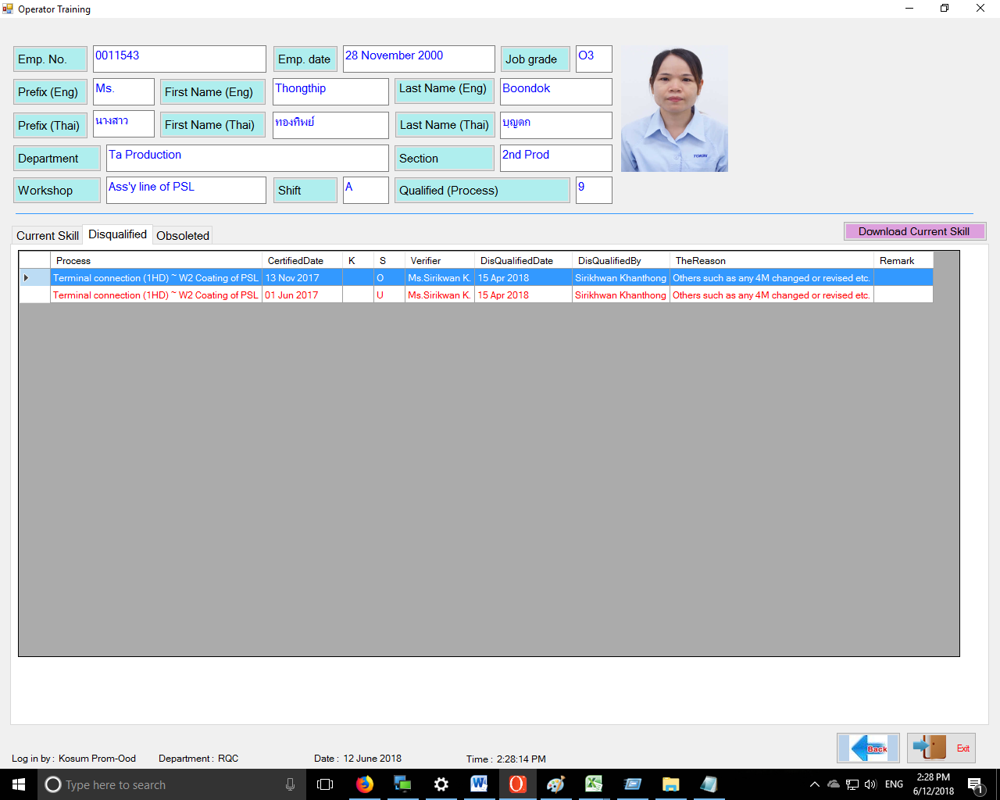 Operator Training
Emp. No. 0011543 Emp. date 28 November 2000 Job grade O3
Prefix (Eng) Ms. First Name (Eng) Thongthip Last Name (Eng) Boondok
Prefix (Thai) นางสาว First Name (Thai) ทองทิพย์ Last Name (Thai) บุญดก
TOKIN
Department Ta Production Section 2nd Prod
Workshop Ass'y line of PSL Shift A Qualified (Process) 9
Current Skill Disqualified Obsoleted Download Current Skill
Process CertifiedDate K S Verifier DisQualifiedDate DisQualifiedBy TheReason Remark
Terminal connection (1HD) ~ W2 Coating of PSL 13 Nov 2017 O Ms.Sirikwan K. 15 Apr 2018 Sirikhwan Khanthong Others such as any 4M changed or revised etc.
Terminal connection (1HD) ~ W2 Coating of PSL 01 Jun 2017 U Ms.Sirikwan K. 15 Apr 2018 Sirikhwan Khanthong Others such as any 4M changed or revised etc.
Back Exit
Log in by : Kosum Prom-Ood Department : RQC Date : 12 June 2018 Time : 2:28:14 PM
Type here to search ENG 2:28 PM
6/12/2018 1